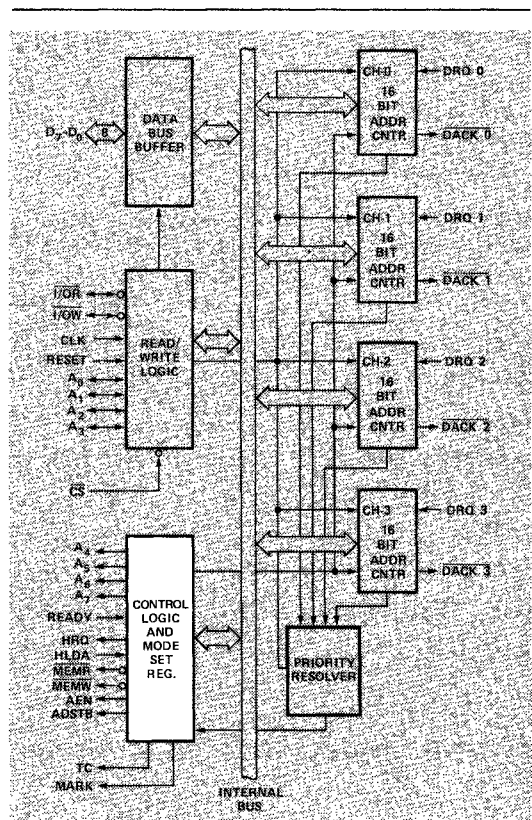 D7-D0
8
DATA
BUS
BUFFER
I/OR
I/OW
CLK
RESET
A0
A1
A2
A3
READ/
WRITE
LOGIC
CS
A4
A5
A6
A7
READY
HRQ
HLDA
MEMR
MEMW
AEN
ADSTB
CONTROL
LOGIC
AND
MODE
SET
REG.
TC
MARK
INTERNAL
BUS
CH-0
16
BIT
ADDR
CNTR
DRQ 0
DACK 0
CH-1
16
BIT
ADDR
CNTR
DRQ 1
DACK 1
CH-2
16
BIT
ADDR
CNTR
DRQ 2
DACK 2
CH-3
16
BIT
ADDR
CNTR
DRQ 3
DACK 3
PRIORITY
RESOLVER